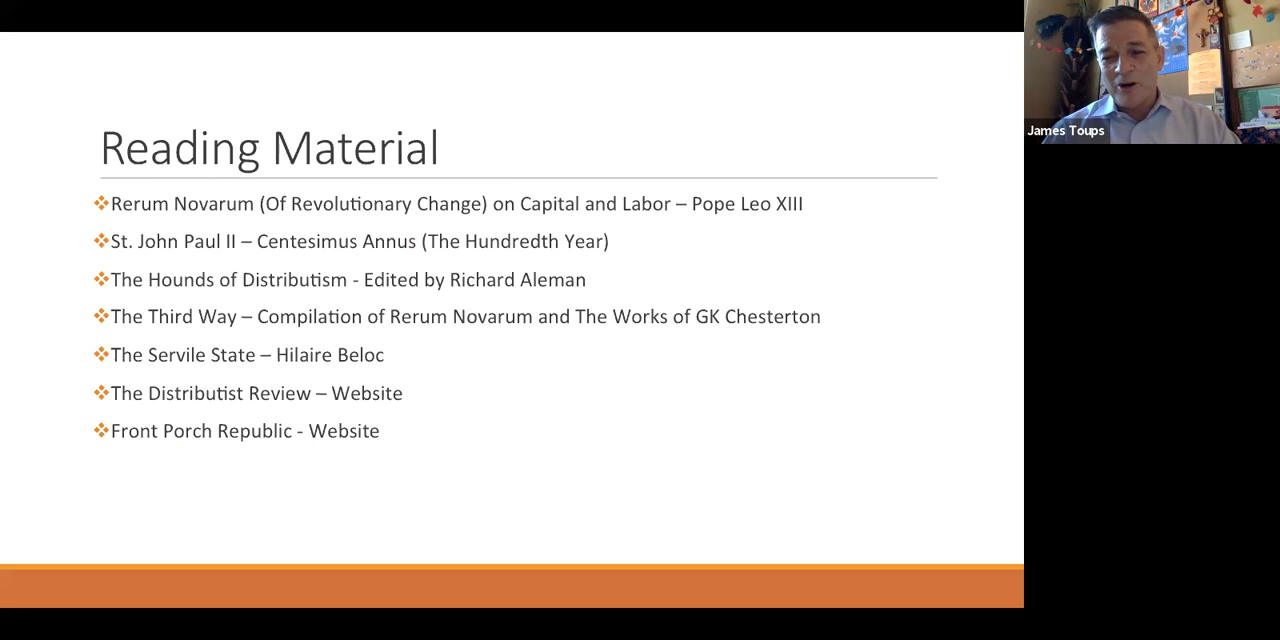 Reading Material
Rerum Novarum (Of Revolutionary Change) on Capital and Labor – Pope Leo XIII
St. John Paul II – Centesimus Annus (The Hundredth Year)
The Hounds of Distributism - Edited by Richard Aleman
The Third Way – Compilation of Rerum Novarum and The Works of GK Chesterton
The Servile State – Hilaire Beloc
The Distributist Review – Website
Front Porch Republic - Website
James Toups